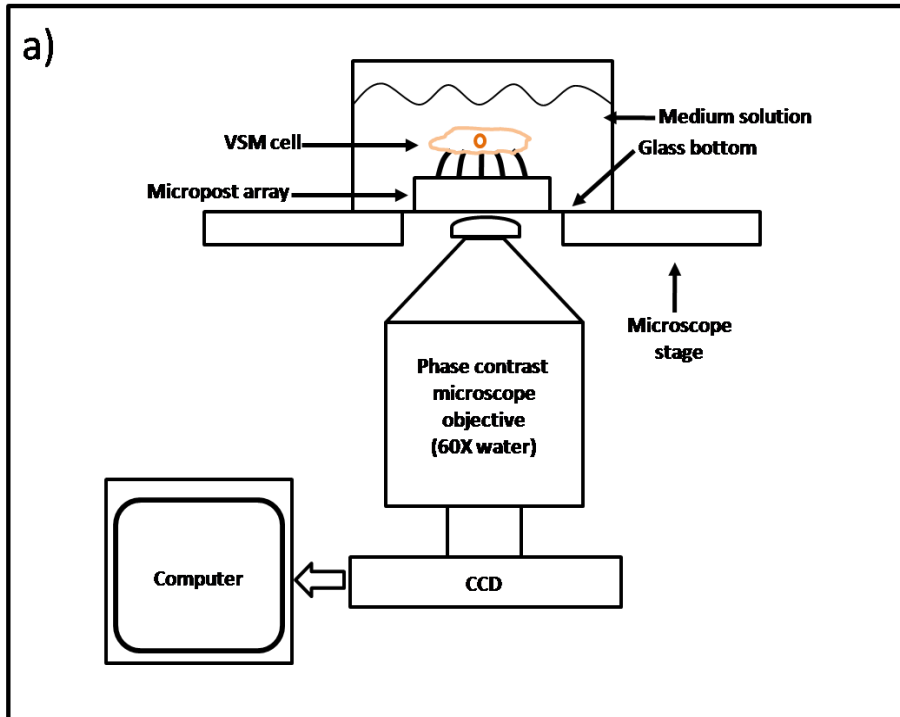 a)
Medium solution
VSM cell
Glass bottom
Micropost array
Microscope
stage
Phase contrast
microscope
objective
(60X water)
Computer
CCD